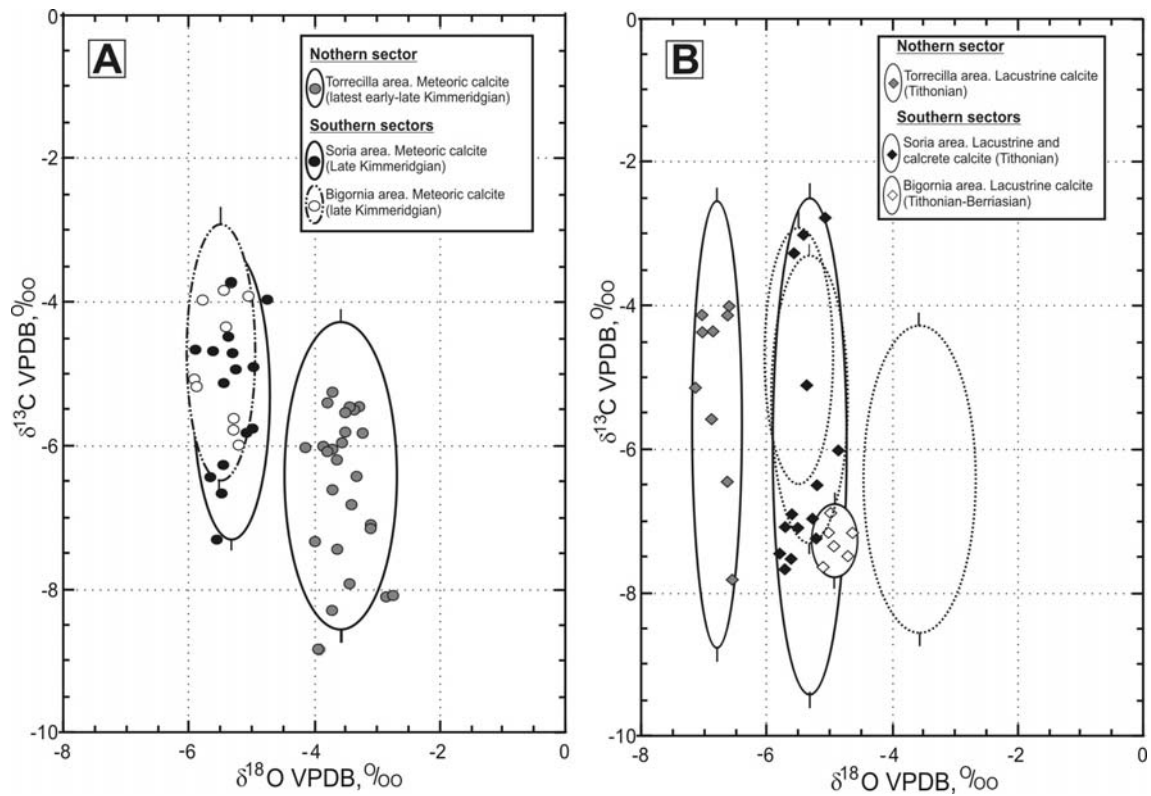 A
Nothern sector
Torrecilla area. Meteoric calcite
(latest early-late Kimmeridgian)
Southern sectors
Soria area. Meteoric calcite
(Late Kimmeridgian)
Bigornia area. Meteoric calcite
(late Kimmeridgian)
0
-2
-4
-6
-8
-10
δ13C VPDB, ‰
-8
-6
-4
-2
0
δ18O VPDB, ‰
B
Nothern sector
Torrecilla area. Lacustrine calcite
(Tithonian)
Southern sectors
Soria area. Lacustrine and
calcrete calcite (Tithonian)
Bigornia area. Lacustrine calcite
(Tithonian-Berriasian)
0
-2
-4
-6
-8
-10
δ13C VPDB, ‰
-8
-6
-4
-2
0
δ18O VPDB, ‰